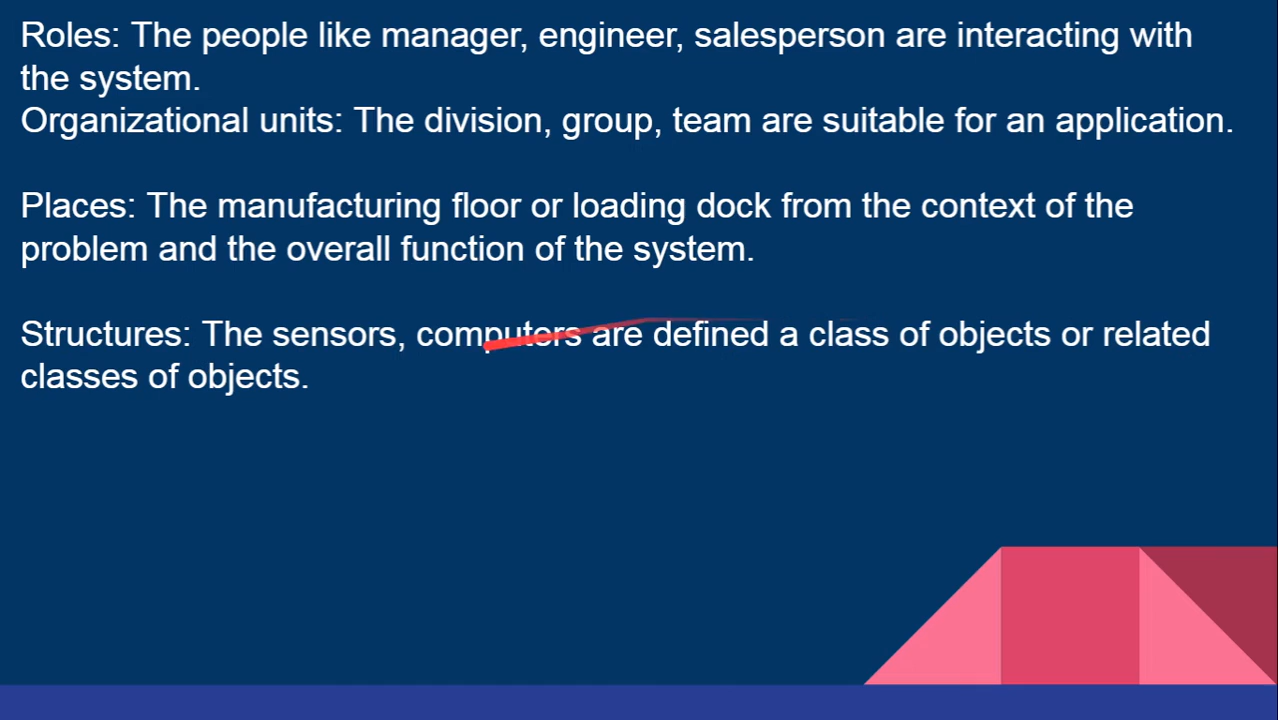 Roles: The people like manager, engineer, salesperson are interacting with
the system.
Organizational units: The division, group, team are suitable for an application.
Places: The manufacturing floor or loading dock from the context of the
problem and the overall function of the system.
Structures: The sensors, computers are defined a class of objects or related
classes of objects.